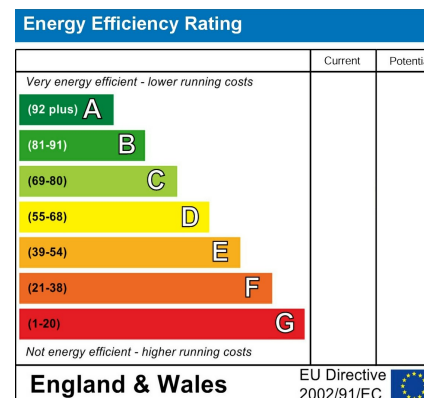 Energy Efficiency Rating
Current Potenti
Very energy efficient - lower running costs
(92 plus) A
(81-91) B
(69-80) C
(55-68) D
(39-54) E
(21-38) F
(1-20) G
Not energy efficient - higher running costs
England & Wales
EU Directive
2002/91/EC